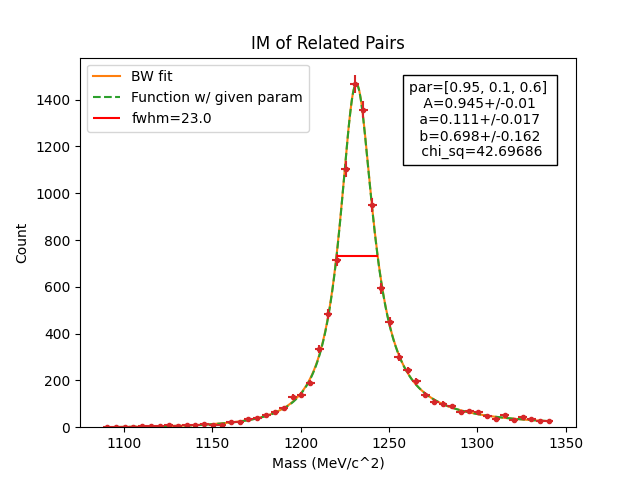 IM of Related Pairs
BW fit
Function w/ given param
fwhm=23.0
par=[0.95, 0.1, 0.6]
A=0.945+/-0.01
a=0.111+/-0.017
b=0.698+/-0.162
chi_sq=42.69686
Count
1400
1200
1000
800
600
400
200
0
1100 1150 1200 1250 1300 1350
Mass (MeV/c^2)